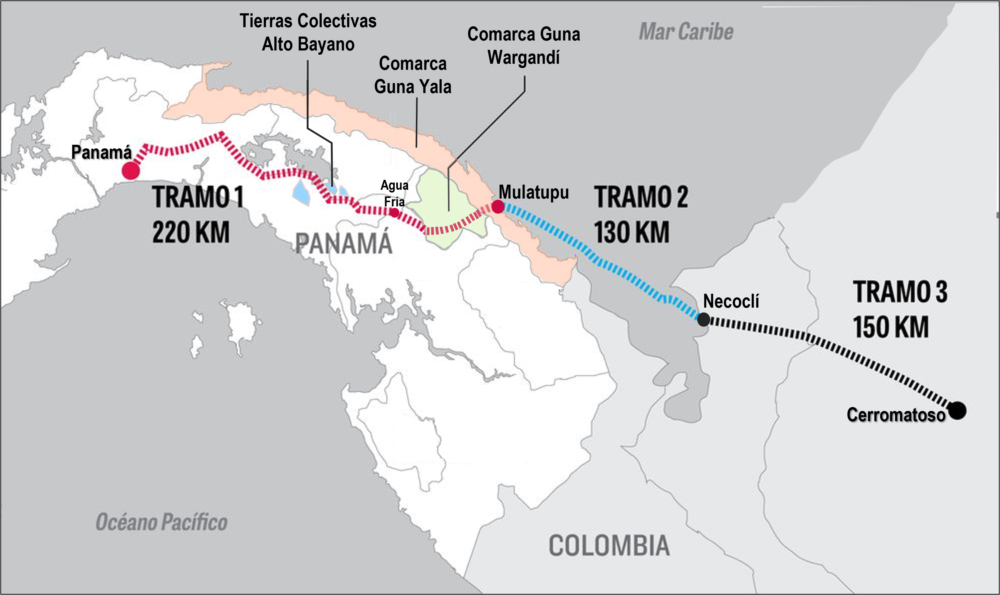 Tierras Colectivas
Alto Bayano
Comarca Guna
Wargandí
Mar Caribe
Comarca
Guna Yala
Panamá
Agua
Fría
Mulatupu
TRAMO 1
220 KM
TRAMO 2
130 KM
PANAMÁ
Necoclí
TRAMO 3
150 KM
Cerromatoso
Océano Pacífico
COLOMBIA